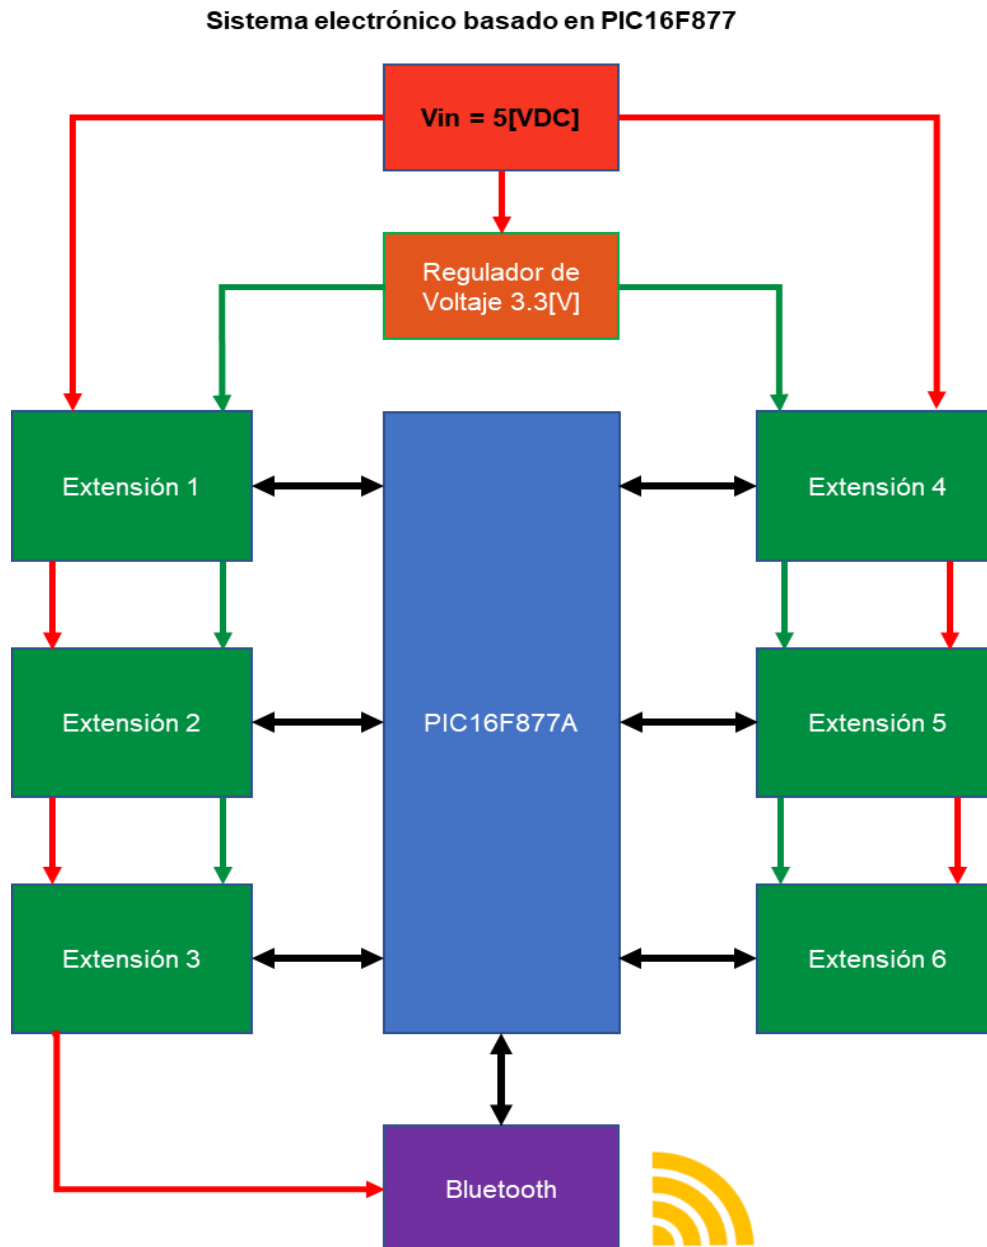 Sistema electrónico basado en PIC16F877
Vin = 5[VDC]
Regulador de
Voltaje 3.3[V]
Extensión 1
Extensión 4
Extensión 2
PIC16F877A
Extensión 5
Extensión 3
Extensión 6
Bluetooth